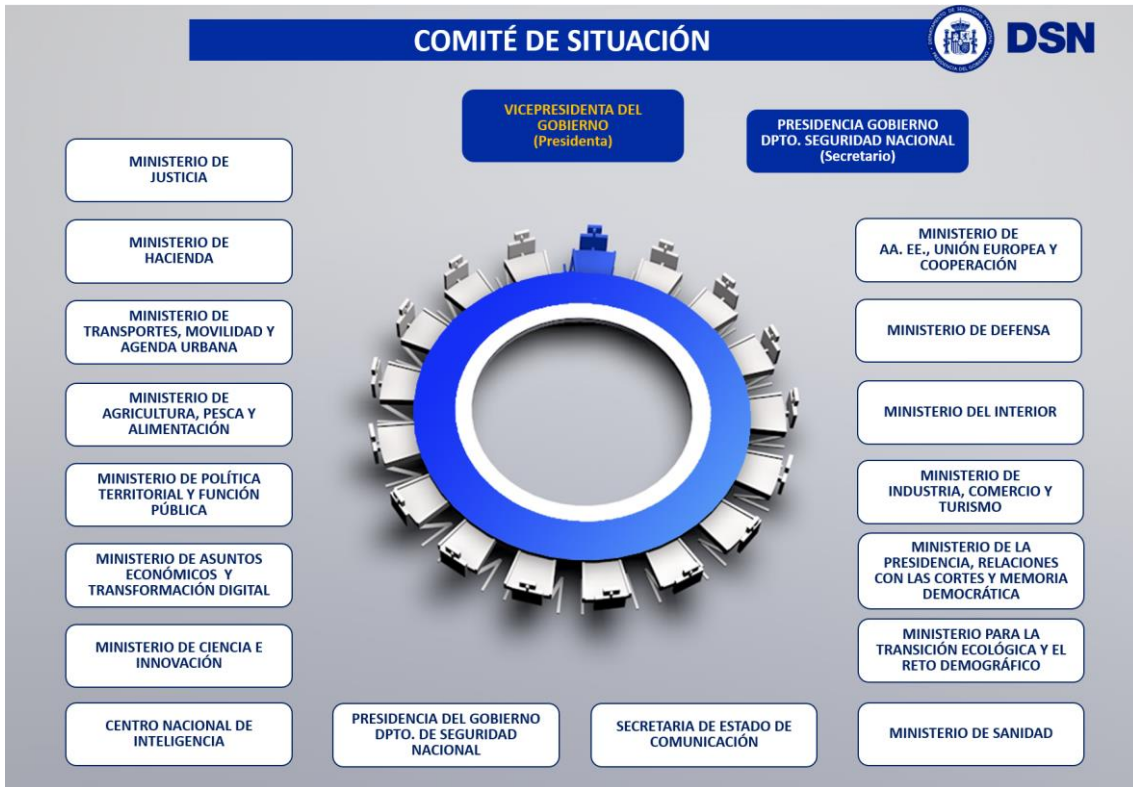 COMITÉ DE SITUACIÓN
DSN
VICEPRESIDENTA DEL
GOBIERNO
(Presidenta)
PRESIDENCIA GOBIERNO
DPTO. SEGURIDAD NACIONAL
(Secretario)
MINISTERIO DE
JUSTICIA
MINISTERIO DE
HACIENDA
MINISTERIO DE
TRANSPORTES, MOVILIDAD Y
AGENDA URBANA
MINISTERIO DE
AGRICULTURA, PESCA Y
ALIMENTACIÓN
MINISTERIO DE POLÍTICA
TERRITORIAL Y FUNCIÓN
PÚBLICA
MINISTERIO DE ASUNTOS
ECONÓMICOS Y
TRANSFORMACIÓN DIGITAL
MINISTERIO DE CIENCIA E
INNOVACIÓN
CENTRO NACIONAL DE
INTELIGENCIA
PRESIDENCIA DEL GOBIERNO
DPTO. DE SEGURIDAD
NACIONAL
SECRETARIA DE ESTADO DE
COMUNICACIÓN
MINISTERIO DE
AA. EE., UNIÓN EUROPEA Y
COOPERACIÓN
MINISTERIO DE DEFENSA
MINISTERIO DEL INTERIOR
MINISTERIO DE
INDUSTRIA, COMERCIO Y
TURISMO
MINISTERIO DE LA
PRESIDENCIA, RELACIONES
CON LAS CORTES Y MEMORIA
DEMOCRÁTICA
MINISTERIO PARA LA
TRANSICIÓN ECOLÓGICA Y EL
RETO DEMOGRÁFICO
MINISTERIO DE SANIDAD